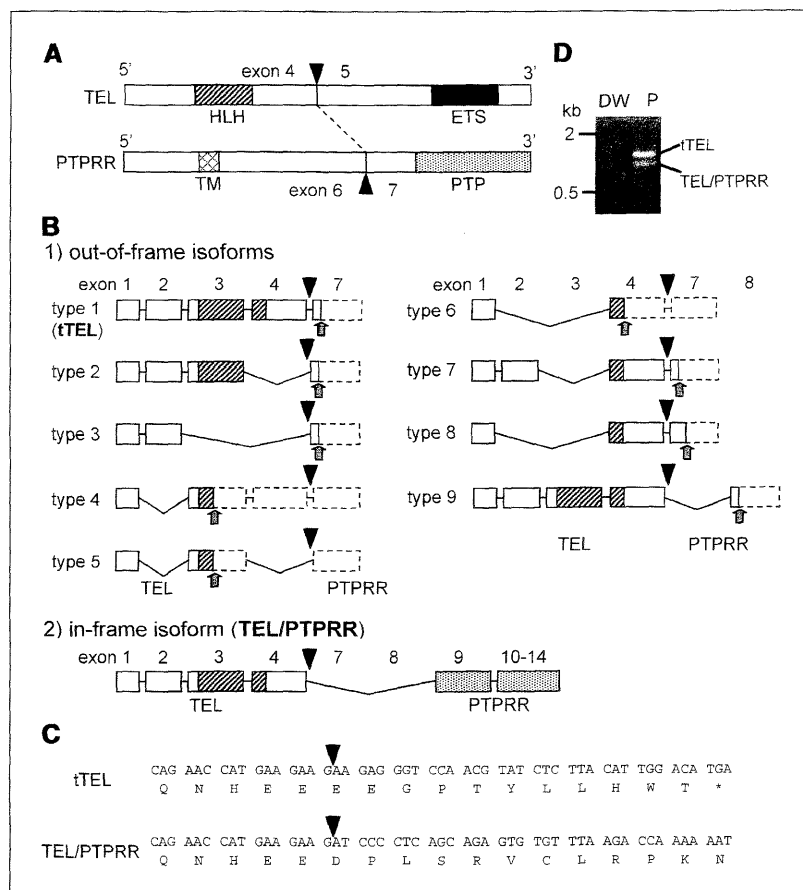 A
5' exon 4 5 3'
TEL
HLH ETS
5' 3'
PTPRR
TM exon 6 7 PTP
D
DW P
kb
2
tTEL
TEL/PTPRR
0.5
B
1) out-of-frame isoforms
exon 1 2 3 4 7
type 1
(tTEL)
type 2
type 3
type 4
type 5
TEL PTPRR
exon 1 2 3 4 7 8
type 6
type 7
type 8
type 9
TEL PTPRR
2) in-frame isoform (TEL/PTPRR)
exon 1 2 3 4 7 8 9 10-14
TEL PTPRR
C
tTEL
CAG AAC CAT GAA GAA GAA GAG GGT CCA ACG TAT CTC TTA CAT TGG ACA TGA
Q N H E E E E G P T Y L L H W T *
TEL/PTPRR
CAG AAC CAT GAA GAA GAT CCC CTC AGC AGA GTG TGT TTA AGA CCA AAA AAT
Q N H E E D P L S R V C L R P K N